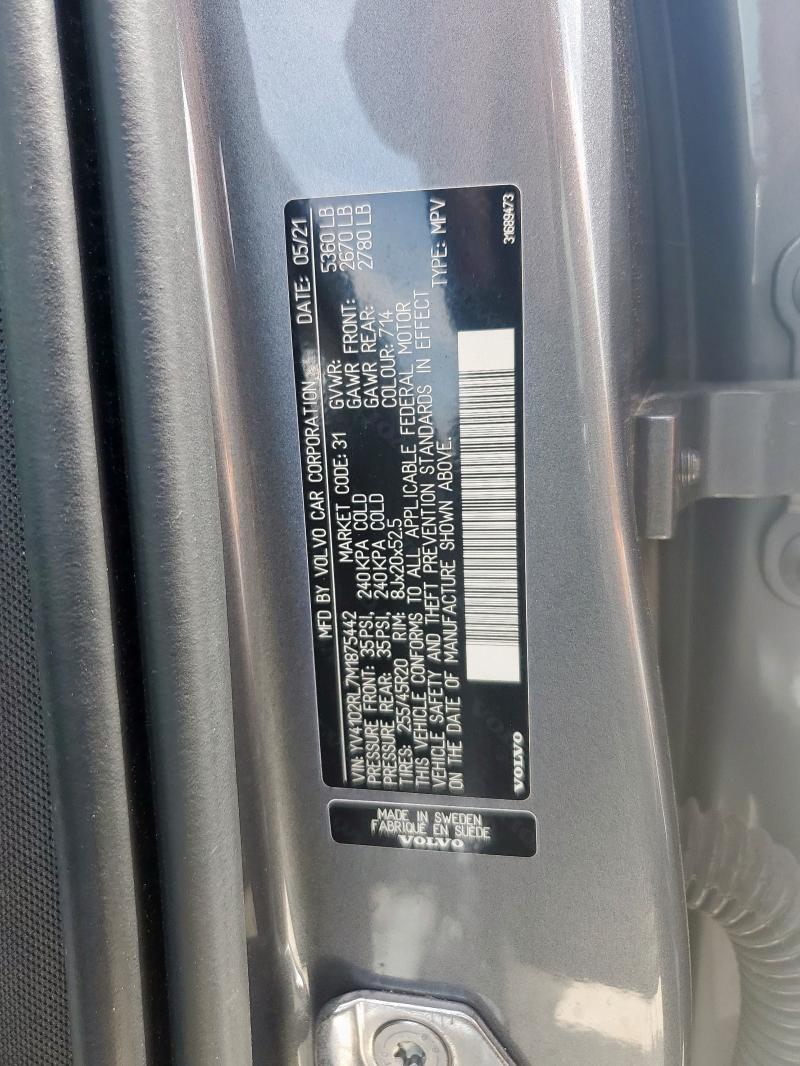 MFD BY VOLVO CAR CORPORATION DATE: 05/21
VIN: YV4102RL7M1875442 MARKET CODE: 31 GVWR: 5360 LB
PRESSURE FRONT: 35PSI, 240KPA COLD GAWR FRONT: 2670 LB
PRESSURE REAR: 35PSI, 240KPA COLD GAWR REAR: 2780 LB
TIRES: 255/45R20 RIM: 8Jx20x52.5 COLOUR: 714
THIS VEHICLE CONFORMS TO ALL APPLICABLE FEDERAL MOTOR
VEHICLE SAFETY AND THEFT PREVENTION STANDARDS IN EFFECT
ON THE DATE OF MANUFACTURE SHOWN ABOVE. TYPE: MPV
VOLVO
31689473
MADE IN SWEDEN
FABRIQUÉ EN SUÈDE
VOLVO